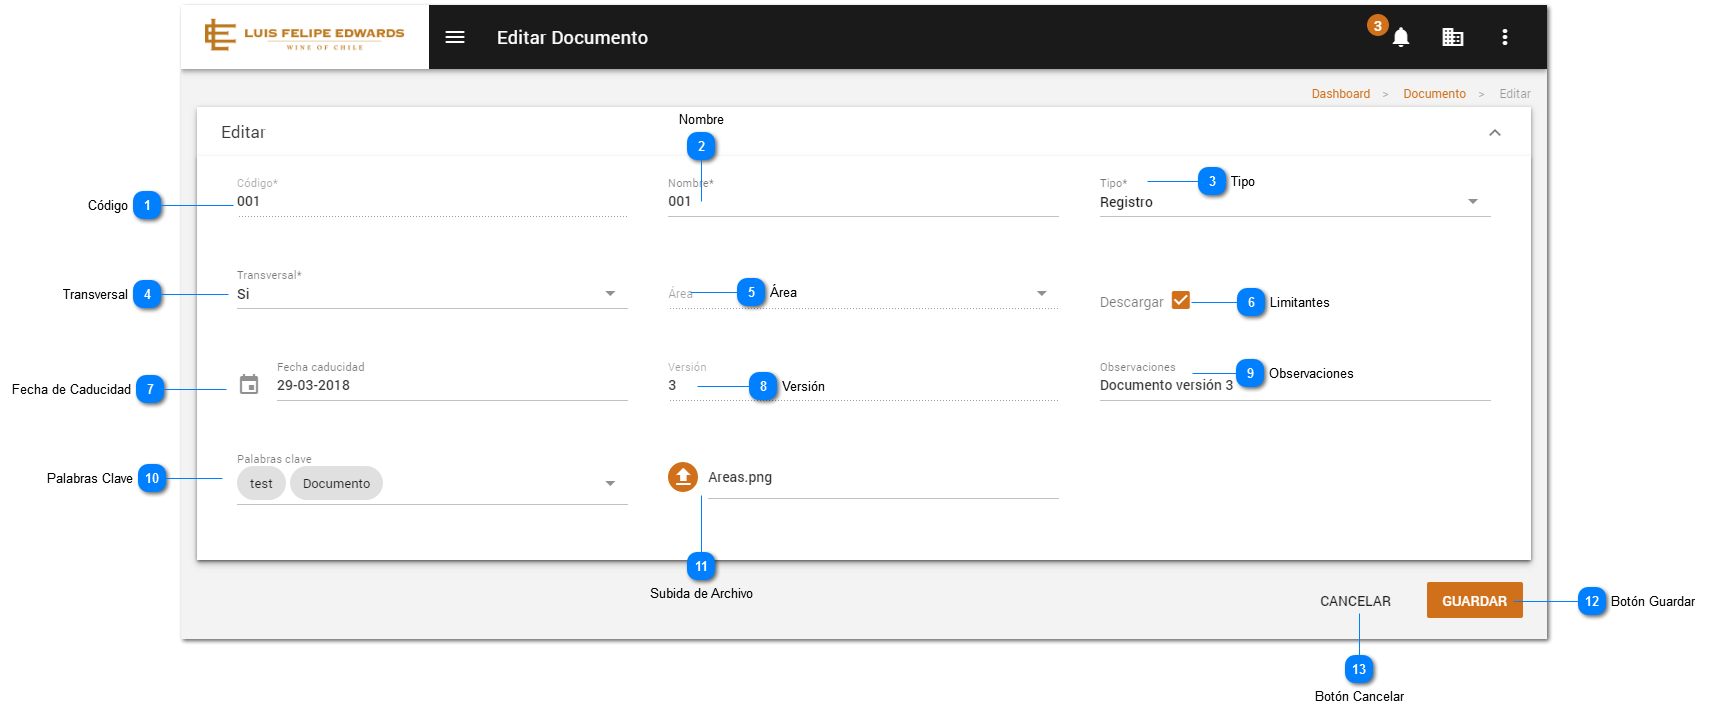 LUIS FELIPE EDWARDS
WINE OF CHILE
Editar Documento
3
Dashboard > Documento > Editar
Editar
Nombre
2
Código*
001
Código 1
Nombre*
001
Tipo*
Registro
3 Tipo
Transversal*
Si
Transversal 4
Área
5 Área
Descargar
6 Limitantes
Fecha caducidad
29-03-2018
Fecha de Caducidad 7
Versión
3
8 Versión
Observaciones
Documento versión 3
9 Observaciones
Palabras clave
test Documento
Palabras Clave 10
Areas.png
11
Subida de Archivo
CANCELAR
GUARDAR
12 Botón Guardar
13
Botón Cancelar